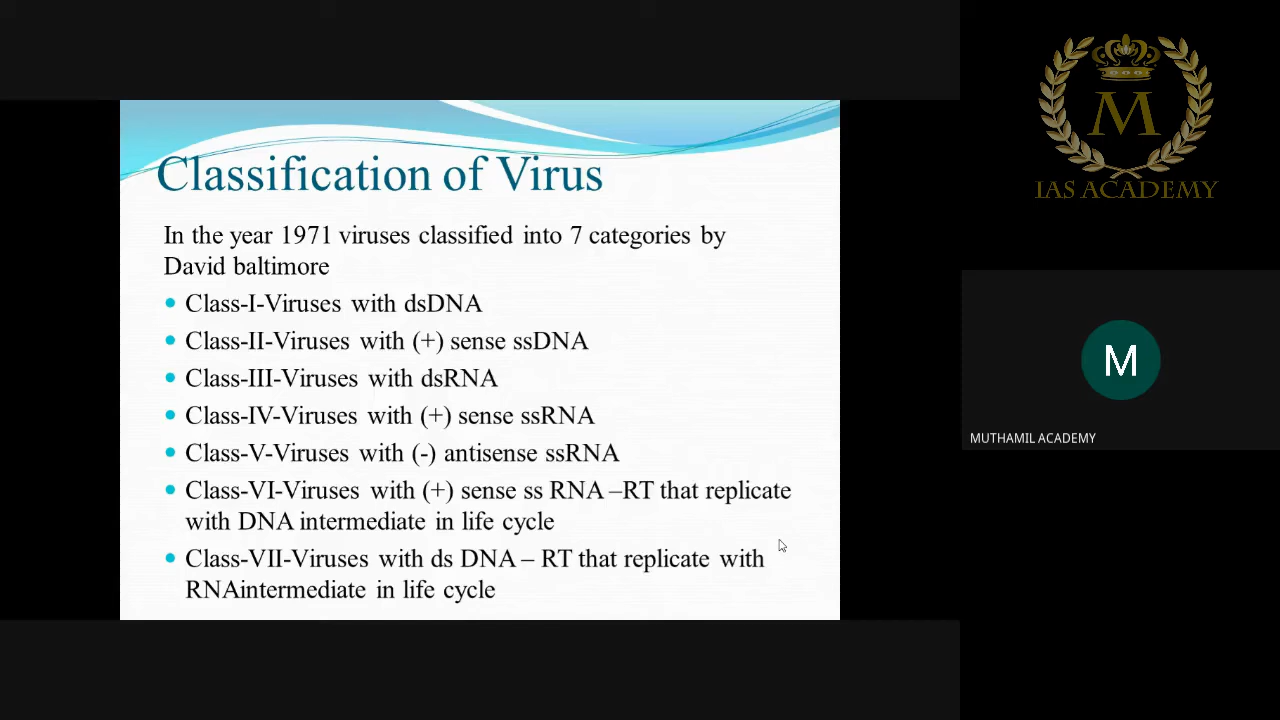 Classification of Virus
In the year 1971 viruses classified into 7 categories by
David baltimore
Class-I-Viruses with dsDNA
Class-II-Viruses with (+) sense ssDNA
Class-III-Viruses with dsRNA
Class-IV-Viruses with (+) sense ssRNA
Class-V-Viruses with (-) antisense ssRNA
Class-VI-Viruses with (+) sense ss RNA –RT that replicate
with DNA intermediate in life cycle
Class-VII-Viruses with ds DNA – RT that replicate with
RNAintermediate in life cycle
M
IAS ACADEMY
M
MUTHAMIL ACADEMY